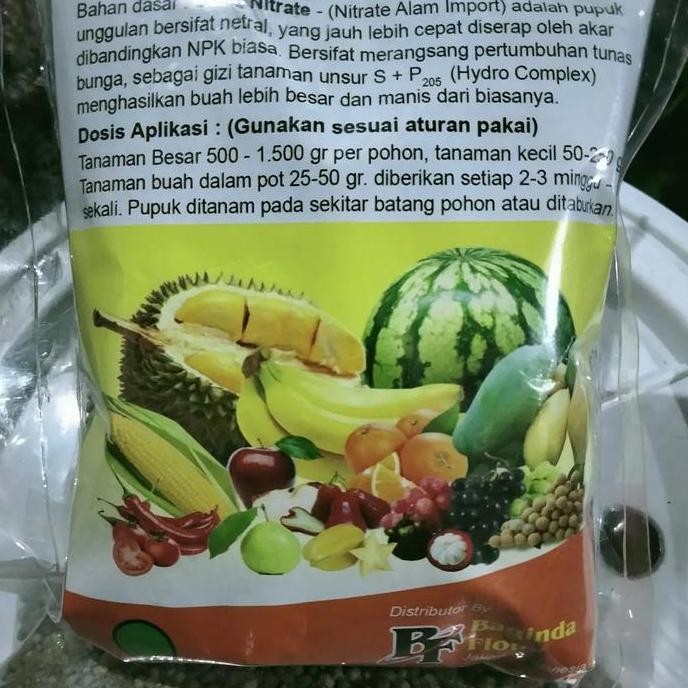 Bahan dasar Nitrate - (Nitrate Alam Import) adalah pupuk
unggulan bersifat netral, yang jauh lebih cepat diserap oleh akar
dibandingkan NPK biasa. Bersifat merangsang pertumbuhan tunas
bunga, sebagai gizi tanaman unsur S + P205 (Hydro Complex)
menghasilkan buah lebih besar dan manis dari biasanya.
Dosis Aplikasi : (Gunakan sesuai aturan pakai)
Tanaman Besar 500 - 1.500 gr per pohon, tanaman kecil
Tanaman buah dalam pot 25-50 gr. diberikan setiap 2-3 minggu -
sekali. Pupuk ditanam pada sekitar batang pohon atau ditaburkan.
Distributor By
BF